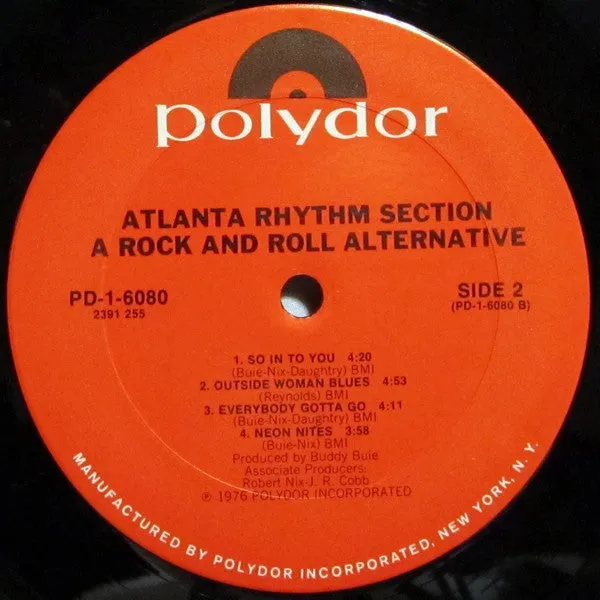 polydor
ATLANTA RHYTHM SECTION
A ROCK AND ROLL ALTERNATIVE
PD-1-6080
2391 255
SIDE 2
(PD-1-6080 B)
1. SO IN TO YOU 4:20
(Buie-Nix-Daughtry) BMI
2. OUTSIDE WOMAN BLUES 4:53
(Reynolds) BMI
3. EVERYBODY GOTTA GO 4:11
(Buie-Nix-Daughtry) BMI
4. NEON NITES 3:58
(Buie-Nix) BMI
Produced by Buddy Buie
Associate Producers:
Robert Nix-J. R. Cobb
℗ 1976 POLYDOR INCORPORATED
MANUFACTURED BY POLYDOR INCORPORATED, NEW YORK, N. Y.